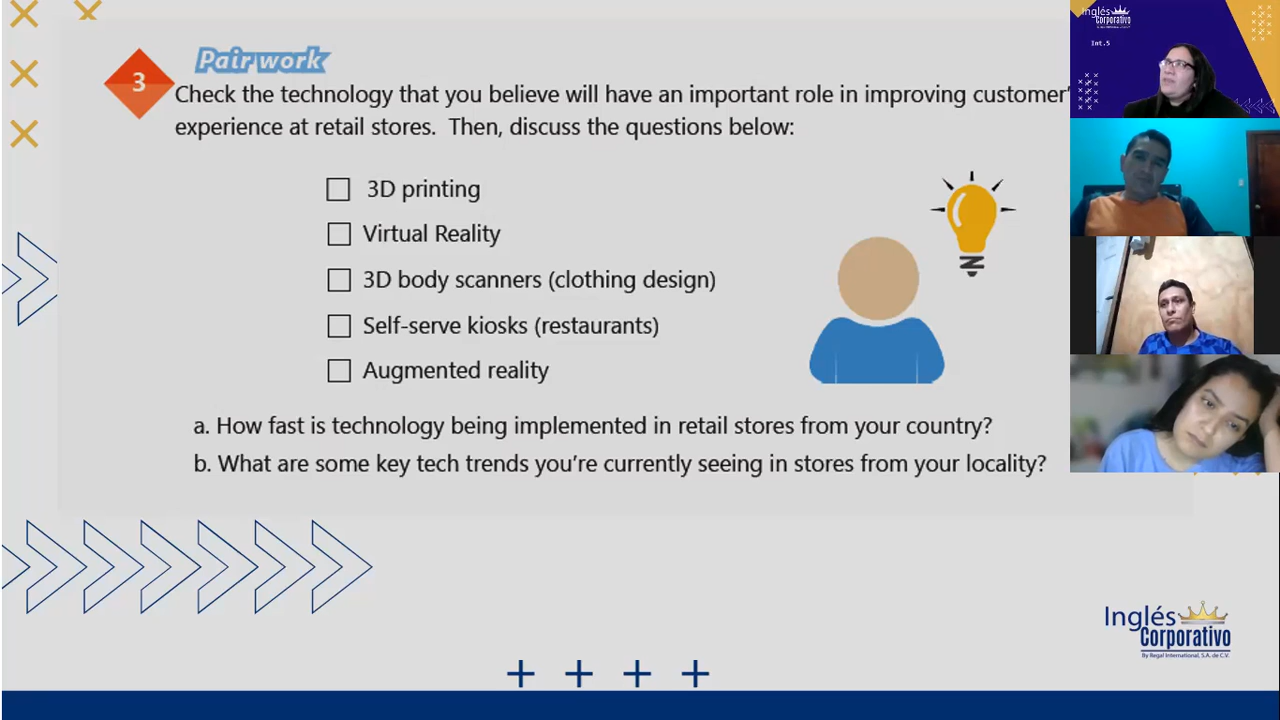 Pair work
3
Check the technology that you believe will have an important role in improving customer'
experience at retail stores. Then, discuss the questions below:
3D printing
Virtual Reality
3D body scanners (clothing design)
Self-serve kiosks (restaurants)
Augmented reality
a. How fast is technology being implemented in retail stores from your country?
b. What are some key tech trends you're currently seeing in stores from your locality?
Inglés
Corporativo
Int.5
Inglés
Corporativo
By Regal International, S.A. de C.V.